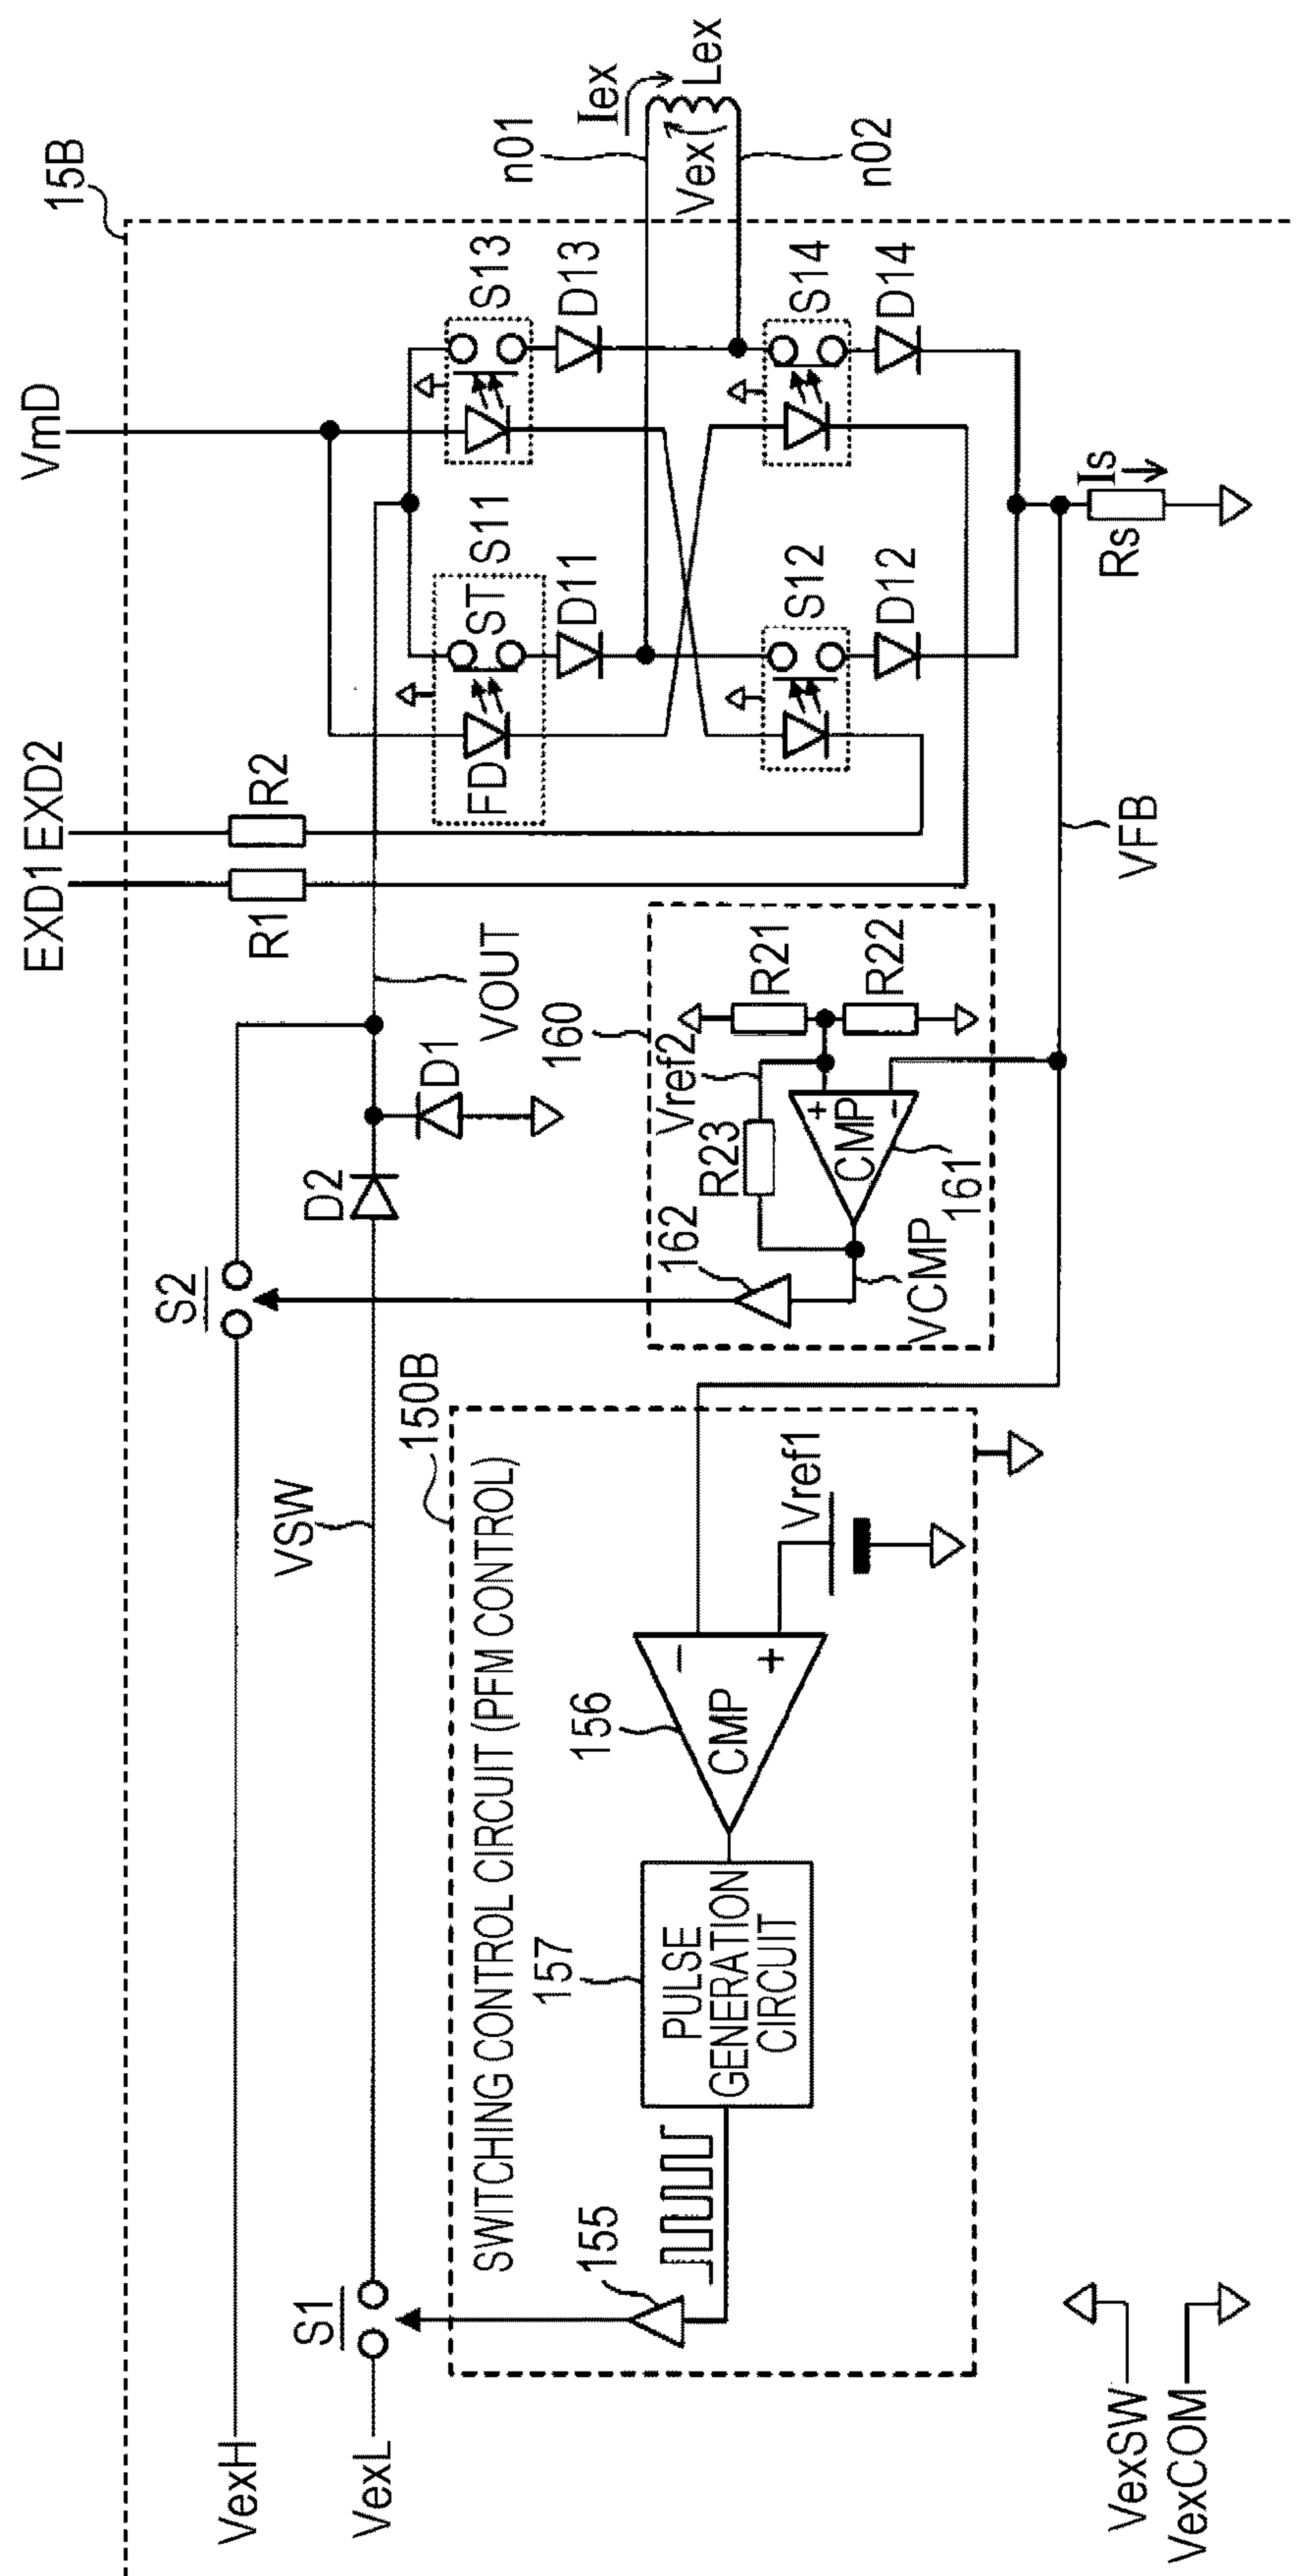 15B
VmD
EXD1
EXD2
R1
R2
S11
ST
FD
D11
S13
D13
n01
Iex
Lex
Vex
n02
S12
D12
S14
D14
Is
Rs
VexH
VexL
S1
S2
VSW
D2
D1
VOUT
160
Vref2
R21
R22
R23
+
−
CMP
161
162
VCMP
VFB
150B
SWITCHING CONTROL CIRCUIT (PFM CONTROL)
155
157
PULSE
GENERATION
CIRCUIT
156
CMP
−
+
Vref1
VexSW
VexCOM